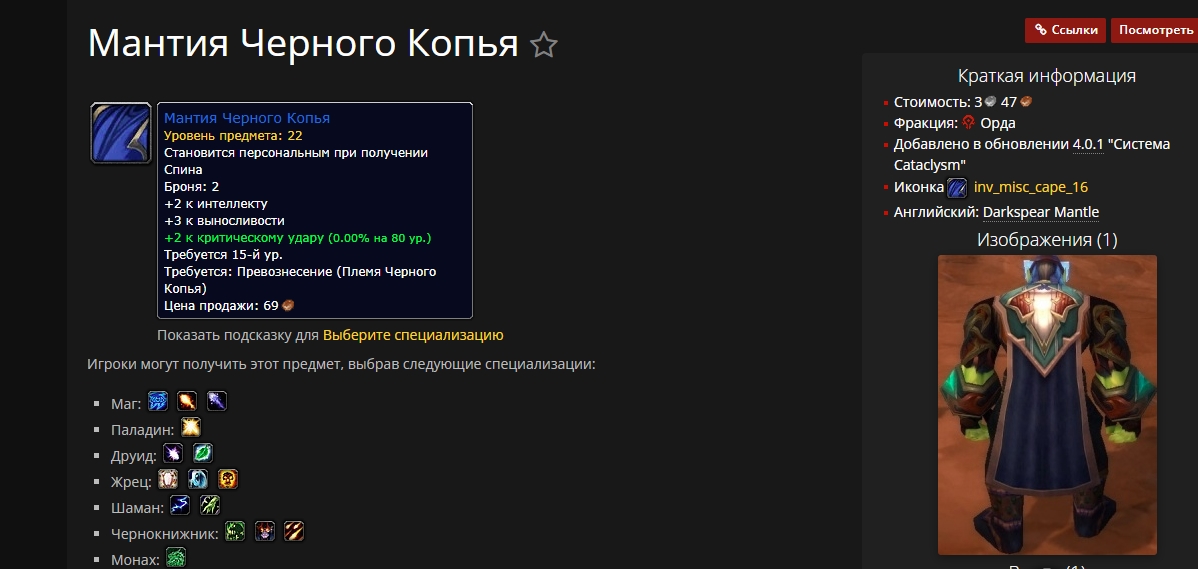 Мантия Черного Копья
Ссылки
Посмотреть
Мантия Черного Копья
Уровень предмета: 22
Становится персональным при получении
Спина
Броня: 2
+2 к интеллекту
+3 к выносливости
+2 к критическому удару (0.00% на 80 ур.)
Требуется 15-й ур.
Требуется: Превознесение (Племя Черного
Копья)
Цена продажи: 69
Показать подсказку для Выберите специализацию
Игроки могут получить этот предмет, выбрав следующие специализации:
Маг:
Паладин:
Друид:
Жрец:
Шаман:
Чернокнижник:
Монах:
Краткая информация
Стоимость: 3 47
Фракция: Орда
Добавлено в обновлении 4.0.1 "Система
Cataclysm"
Иконка inv_misc_cape_16
Английский: Darkspear Mantle
Изображения (1)